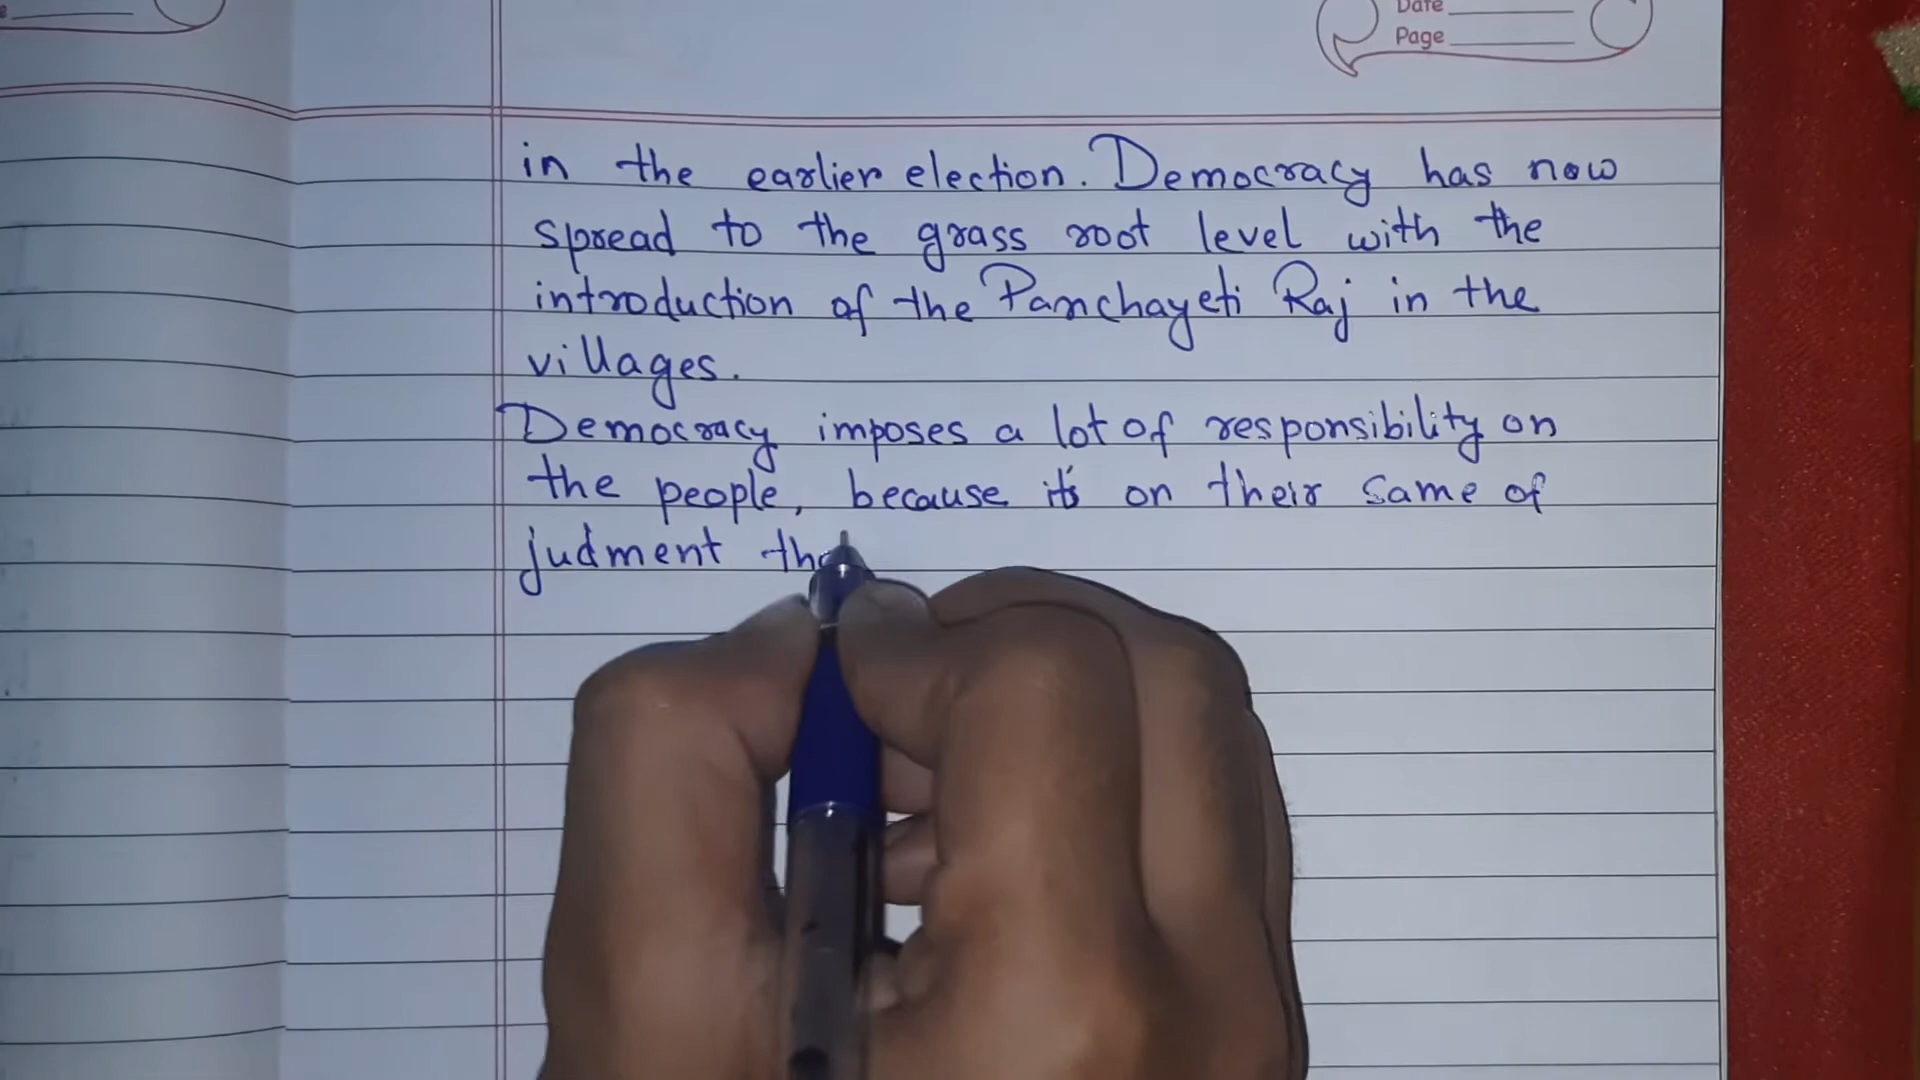 Date
Page
in the earlier election. Democracy has now
spread to the grass root level with the
introduction of the Panchayeti Raj in the
villages.
Democracy imposes a lot of responsibility on
the people, because it's on their same of
judment tha